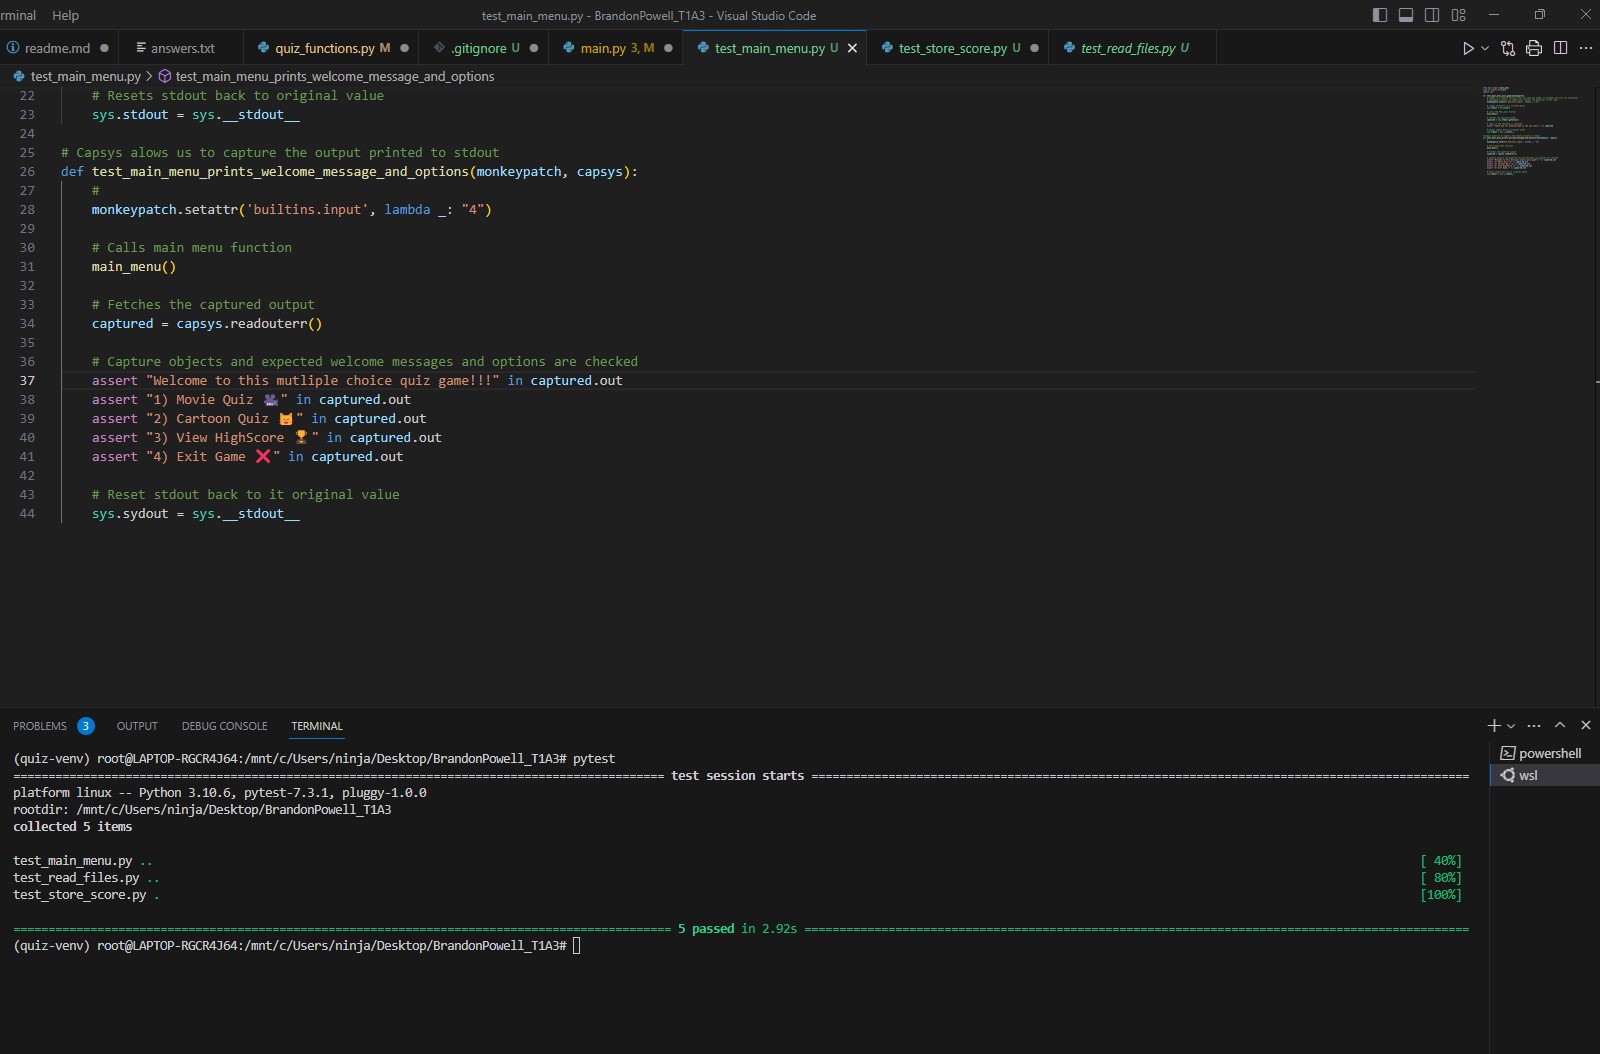 rminal Help
test_main_menu.py - BrandonPowell_T1A3 - Visual Studio Code
readme.md
answers.txt
quiz_functions.py M
.gitignore U
main.py 3, M
test_main_menu.py U
test_store_score.py U
test_read_files.py U
test_main_menu.py > test_main_menu_prints_welcome_message_and_options
22 # Resets stdout back to original value
23 sys.stdout = sys.__stdout__
24
25 # Capsys alows us to capture the output printed to stdout
26 def test_main_menu_prints_welcome_message_and_options(monkeypatch, capsys):
27 #
28 monkeypatch.setattr('builtins.input', lambda _: "4")
29
30 # Calls main menu function
31 main_menu()
32
33 # Fetches the captured output
34 captured = capsys.readouterr()
35
36 # Capture objects and expected welcome messages and options are checked
37 assert "Welcome to this mutliple choice quiz game!!!" in captured.out
38 assert "1) Movie Quiz 🎥" in captured.out
39 assert "2) Cartoon Quiz 😺" in captured.out
40 assert "3) View HighScore 🏆" in captured.out
41 assert "4) Exit Game ❌" in captured.out
42
43 # Reset stdout back to it original value
44 sys.sydout = sys.__stdout__
PROBLEMS 3 OUTPUT DEBUG CONSOLE TERMINAL
powershell
wsl
(quiz-venv) root@LAPTOP-RGCR4J64:/mnt/c/Users/ninja/Desktop/BrandonPowell_T1A3# pytest
test session starts
platform linux -- Python 3.10.6, pytest-7.3.1, pluggy-1.0.0
rootdir: /mnt/c/Users/ninja/Desktop/BrandonPowell_T1A3
collected 5 items
test_main_menu.py .. [ 40%]
test_read_files.py .. [ 80%]
test_store_score.py . [100%]
5 passed in 2.92s
(quiz-venv) root@LAPTOP-RGCR4J64:/mnt/c/Users/ninja/Desktop/BrandonPowell_T1A3#